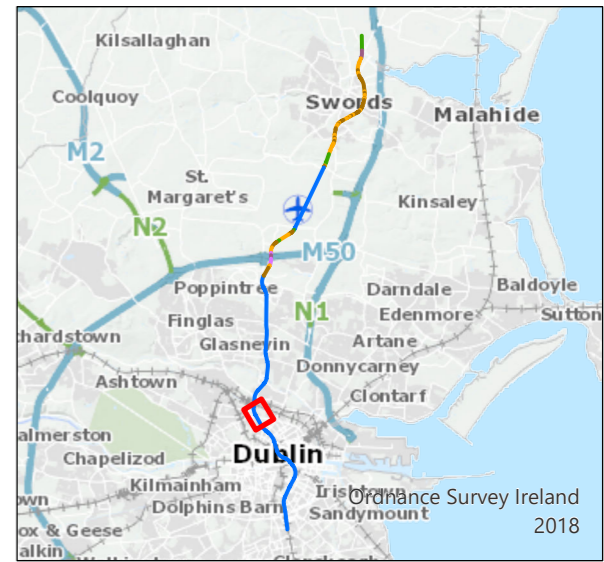 Kilsallaghan
Coolquoy
Swords
Malahide
M2
St.
Margaret's
Kinsaley
N2
M50
Poppintree
Darndale
Baldoyle
N1
Edenmore
Sutton
Finglas
chardstown
Glasnevin
Artane
Donnycarney
Ashtown
Clontarf
almerston
Dublin
Chapelizod
Kilmainham
Irishtown
Ordnance Survey Ireland
own
Dolphins Barn
Sandymount
2018
ox & Geese
alkin